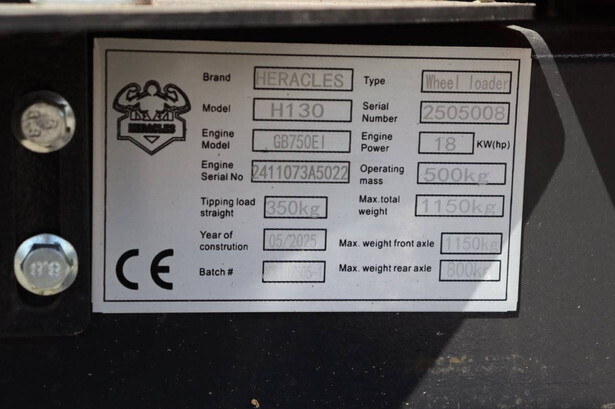 HERACLES
Brand HERACLES Type Wheel loader
Model H130 Serial Number 2505008
Engine Model GB750EI Engine Power 18 KW(hp)
Engine Serial No 2411073A5022 Operating mass 500kg
Tipping load straight 350kg Max.total weight 1150kg
Year of constrution 05/2025 Max. weight front axle 1150kg
Batch # Max. weight rear axle 800kg
CE